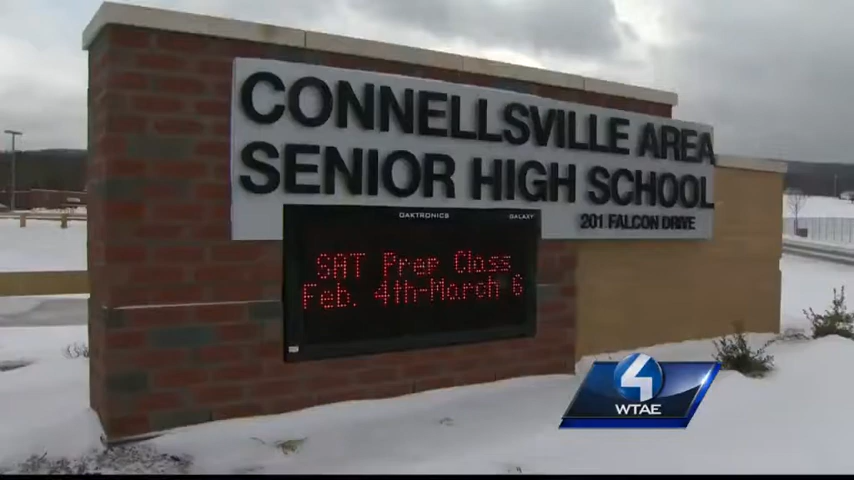 CONNELLSVILLE AREA
SENIOR HIGH SCHOOL
201 FALCON DRIVE
DAKTRONICS GALAXY
SAT Prep Class
Feb. 4th-March 6
4
WTAE